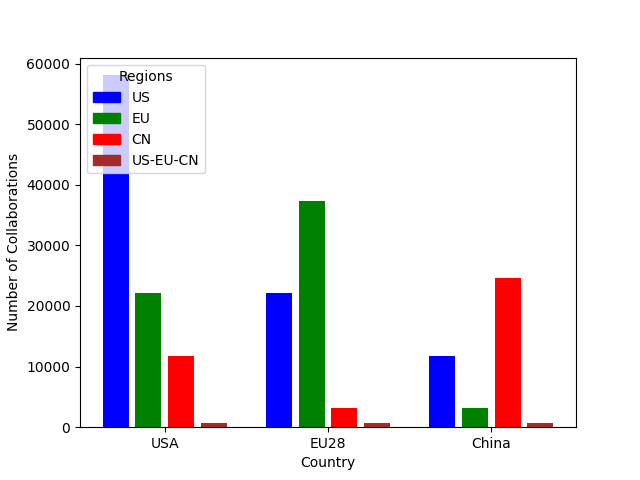 Regions
US
EU
CN
US-EU-CN
60000
50000
40000
30000
20000
10000
0
Number of Collaborations
USA
EU28
China
Country